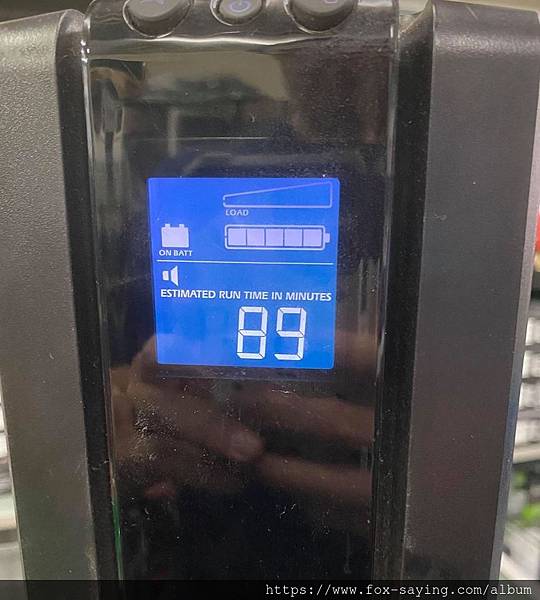 LOAD
ON BATT
ESTIMATED RUN TIME IN MINUTES
89
https://www.fox-saying.com/album